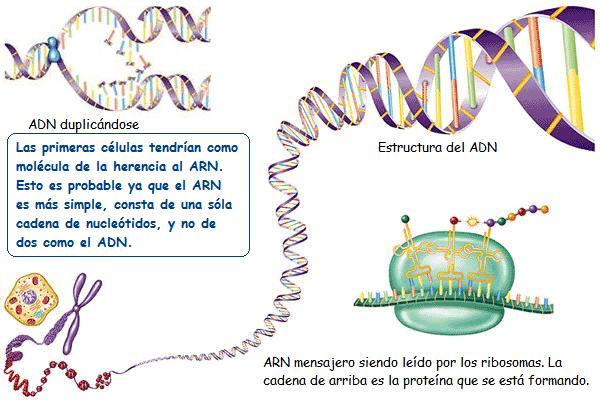 ADN duplicándose
Las primeras células tendrían como
molécula de la herencia al ARN.
Esto es probable ya que el ARN
es más simple, consta de una sóla
cadena de nucleótidos, y no de
dos como el ADN.
Estructura del ADN
ARN mensajero siendo leído por los ribosomas. La
cadena de arriba es la proteína que se está formando.